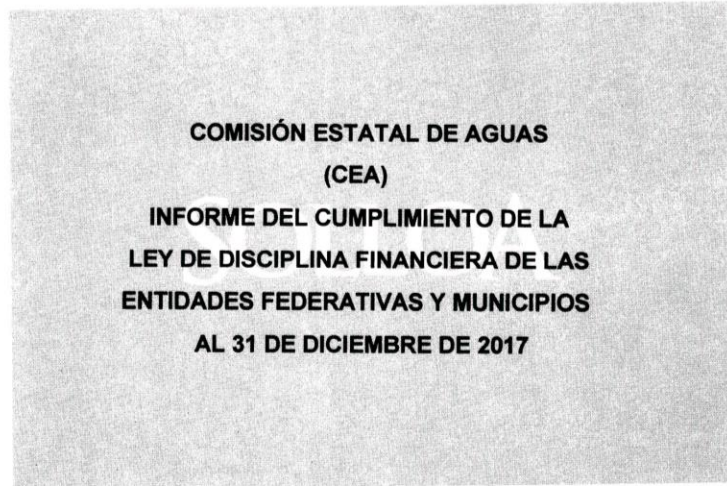 COMISIÓN ESTATAL DE AGUAS
(CEA)
INFORME DEL CUMPLIMIENTO DE LA
LEY DE DISCIPLINA FINANCIERA DE LAS
ENTIDADES FEDERATIVAS Y MUNICIPIOS
AL 31 DE DICIEMBRE DE 2017